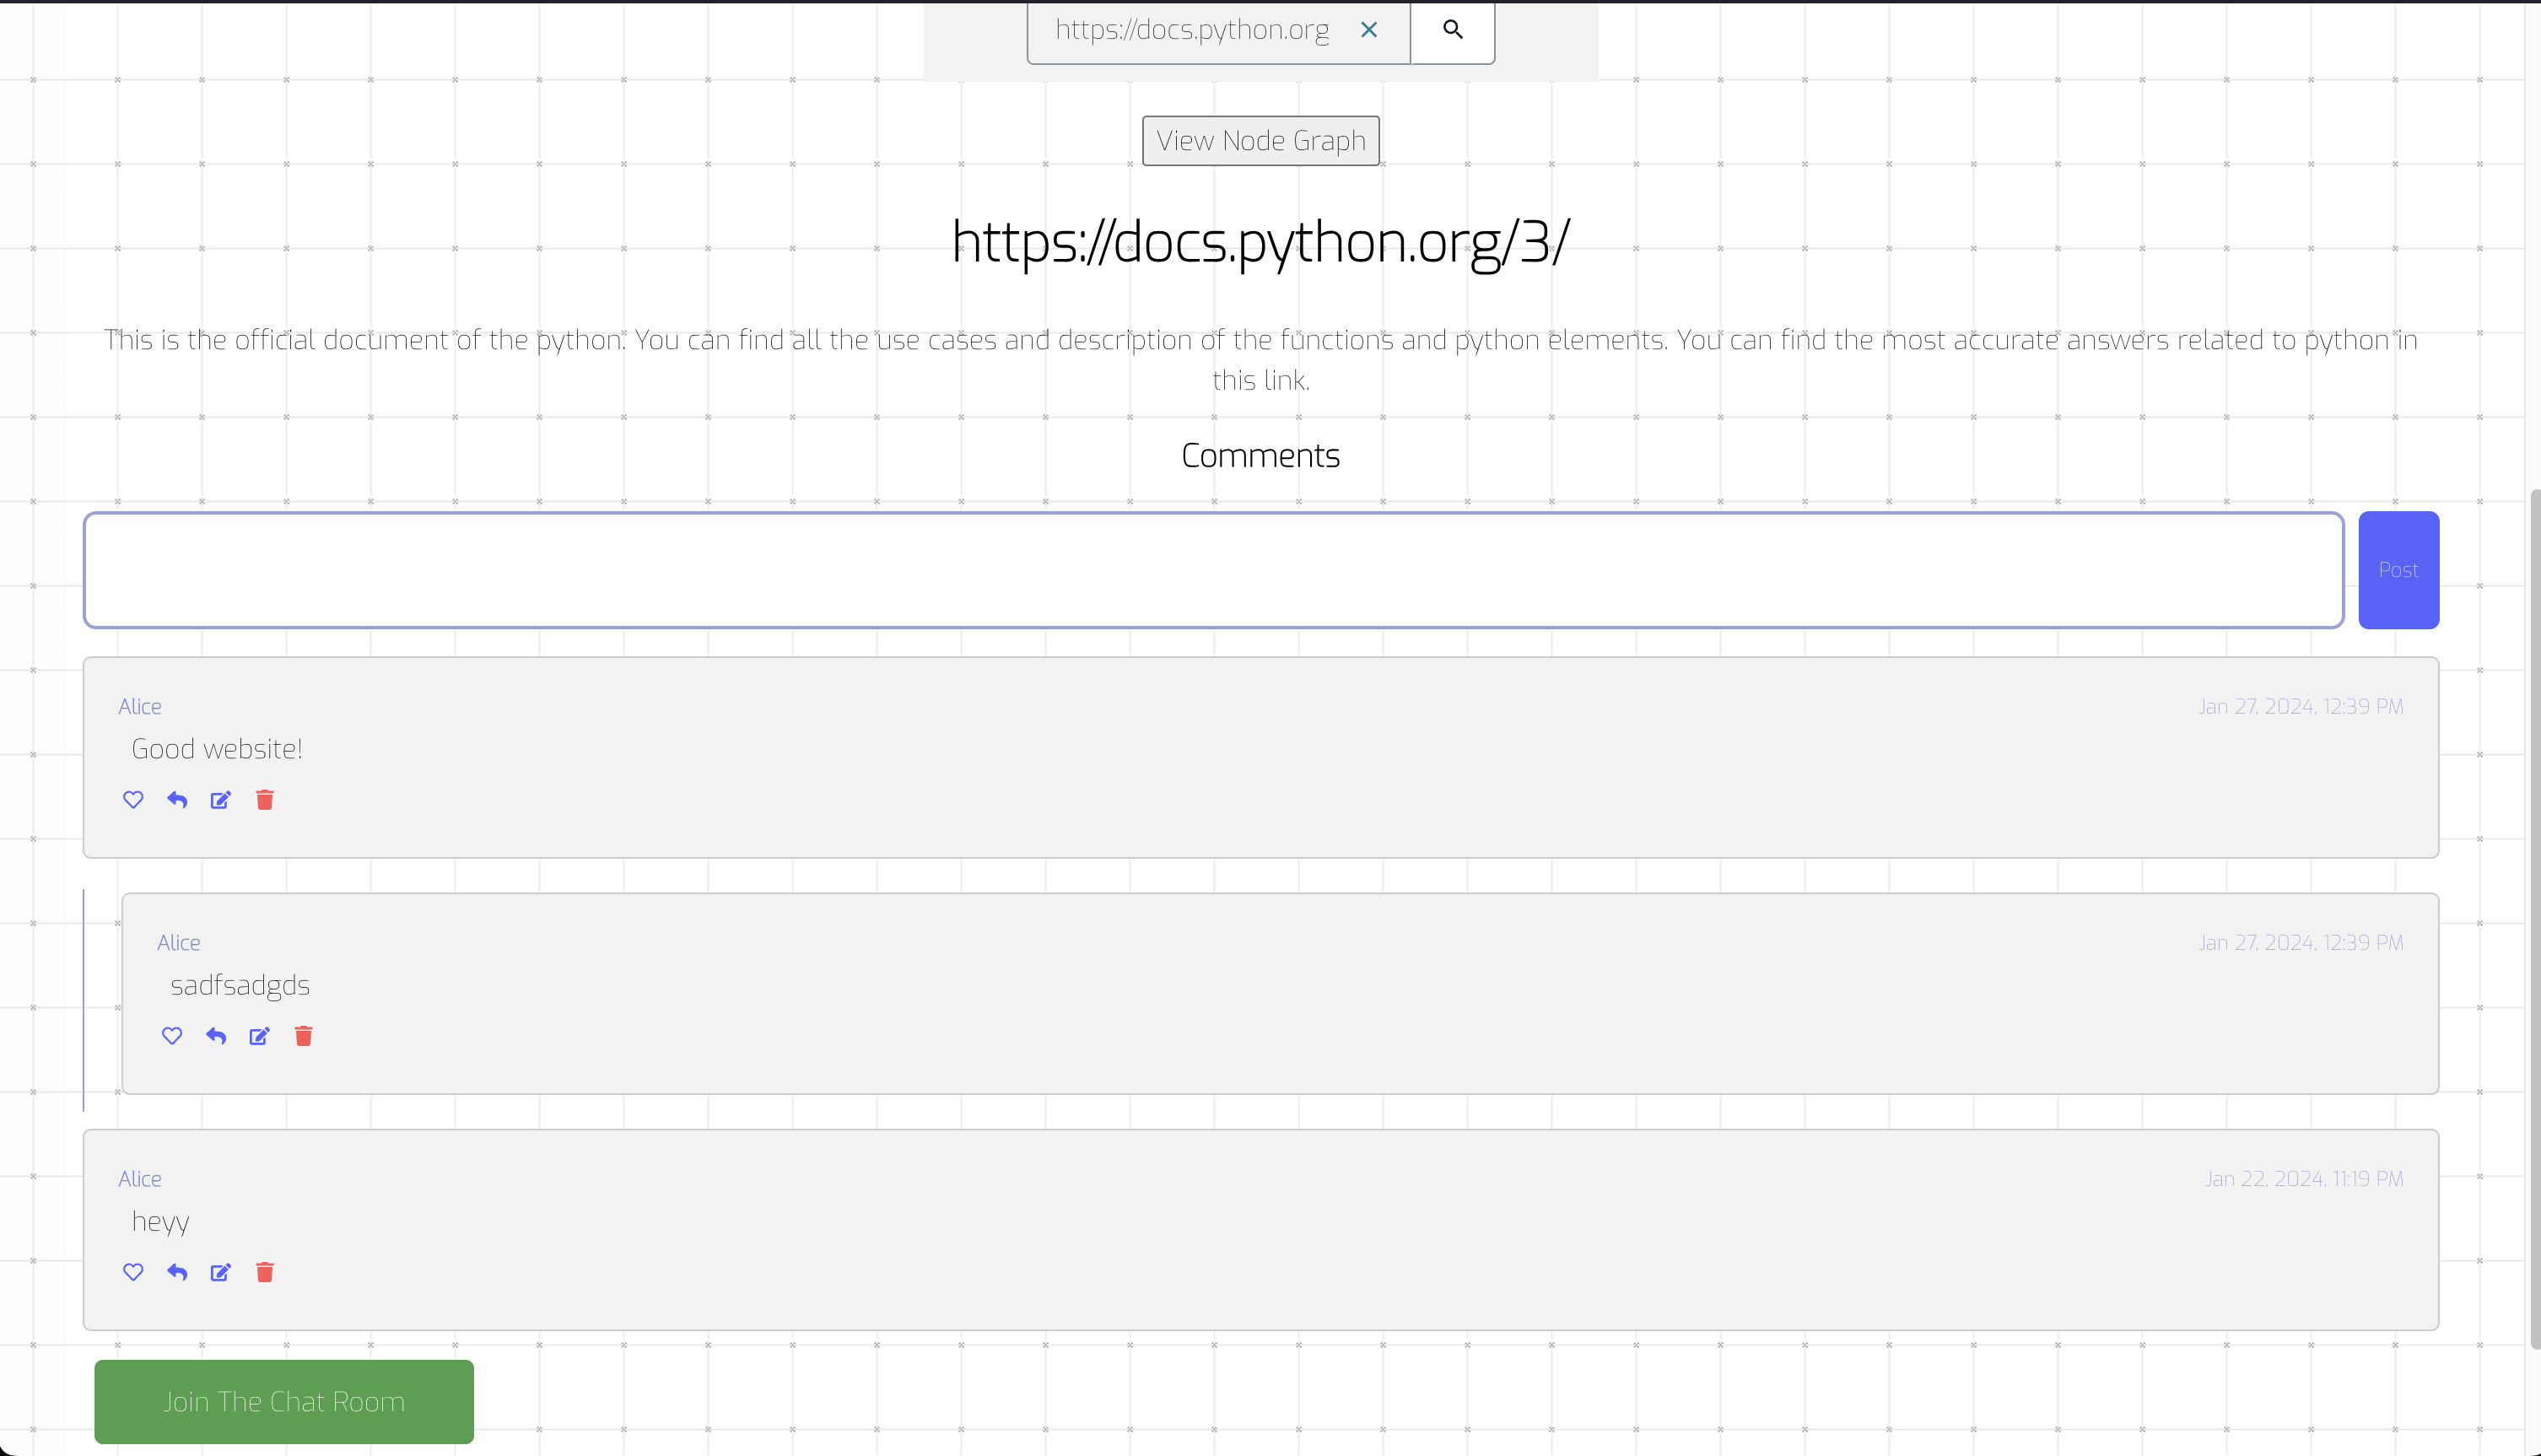 https://docs.python.org
View Node Graph
https://docs.python.org/3/
This is the official document of the python. You can find all the use cases and description of the functions and python elements. You can find the most accurate answers related to python in
this link.
Comments
Post
Alice Jan 27, 2024, 12:39 PM
Good website!
Alice Jan 27, 2024, 12:39 PM
sadfsadgds
Alice Jan 22, 2024, 11:19 PM
heyy
Join The Chat Room